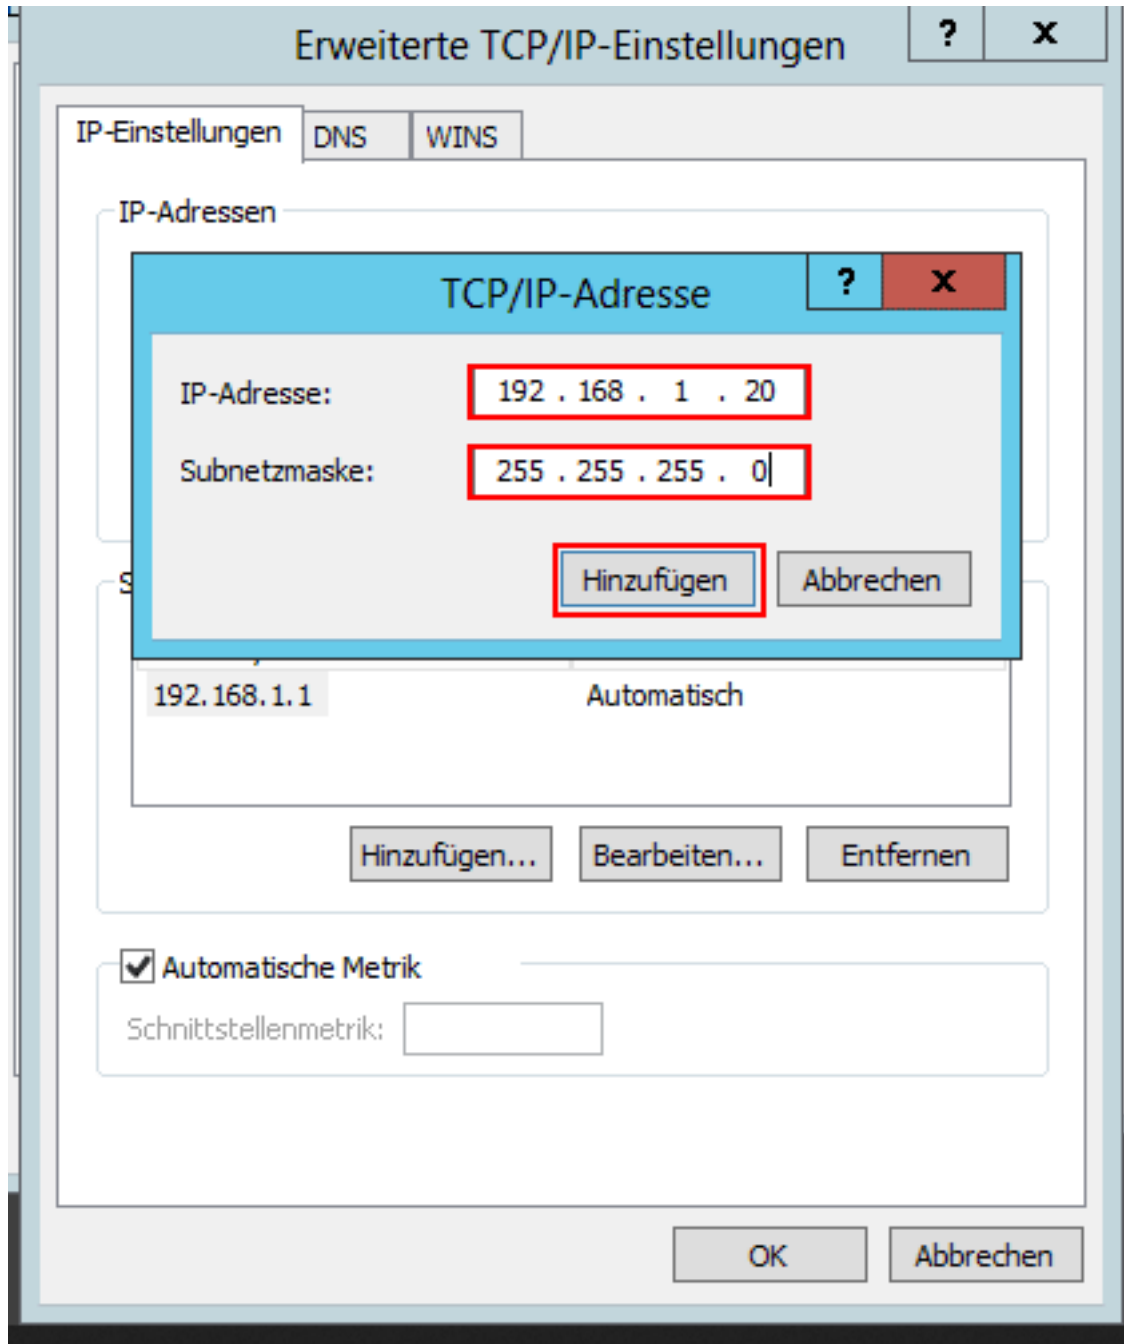 Erweiterte TCP/IP-Einstellungen ? x
IP-Einstellungen DNS WINS
IP-Adressen
TCP/IP-Adresse ? x
IP-Adresse: 192 . 168 . 1 . 20
Subnetzmaske: 255 . 255 . 255 . 0
Hinzufügen Abbrechen
192.168.1.1 Automatisch
Hinzufügen... Bearbeiten... Entfernen
Automatische Metrik
Schnittstellenmetrik:
OK Abbrechen